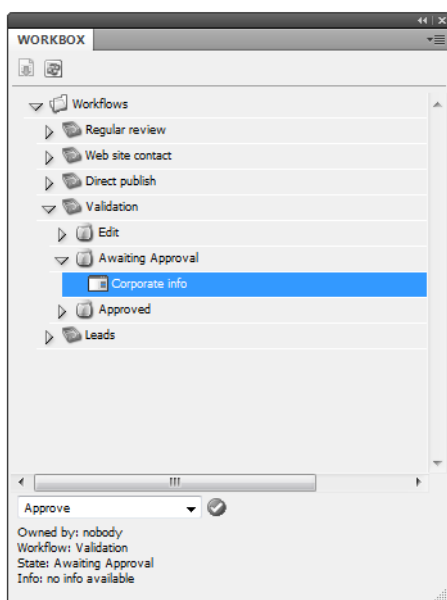 WORKBOX
Workflows
Regular review
Web site contact
Direct publish
Validation
Edit
Awaiting Approval
Corporate info
Approved
Leads
Approve
Owned by: nobody
Workflow: Validation
State: Awaiting Approval
Info: no info available